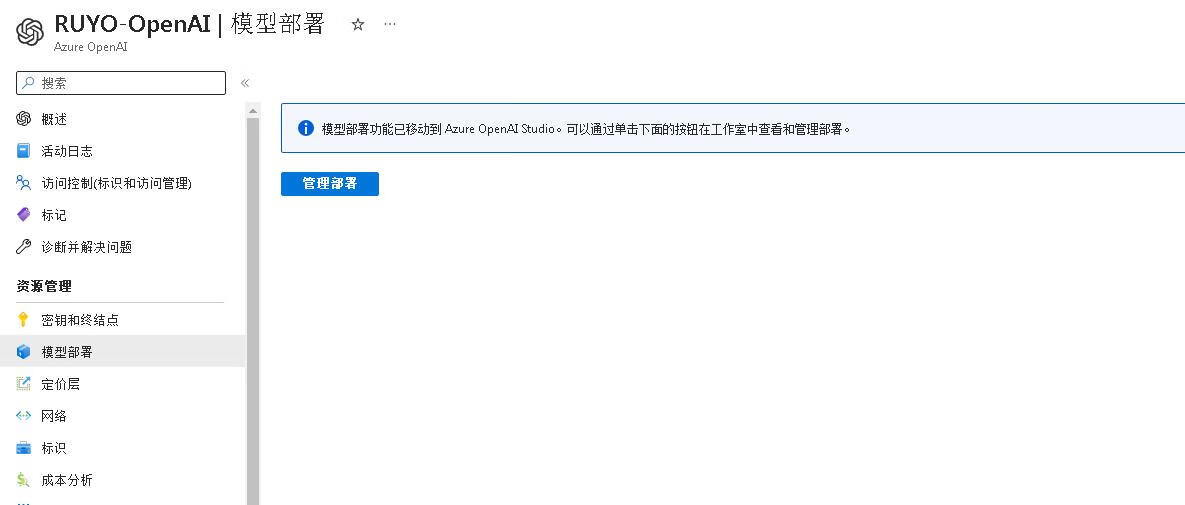 RUYO-OpenAI | 模型部署
Azure OpenAI
搜索
概述
活动日志
访问控制(标识和访问管理)
标记
诊断并解决问题
资源管理
密钥和终结点
模型部署
定价层
网络
标识
成本分析
模型部署功能已移动到 Azure OpenAI Studio。可以通过单击下面的按钮在工作室中查看和管理部署。
管理部署